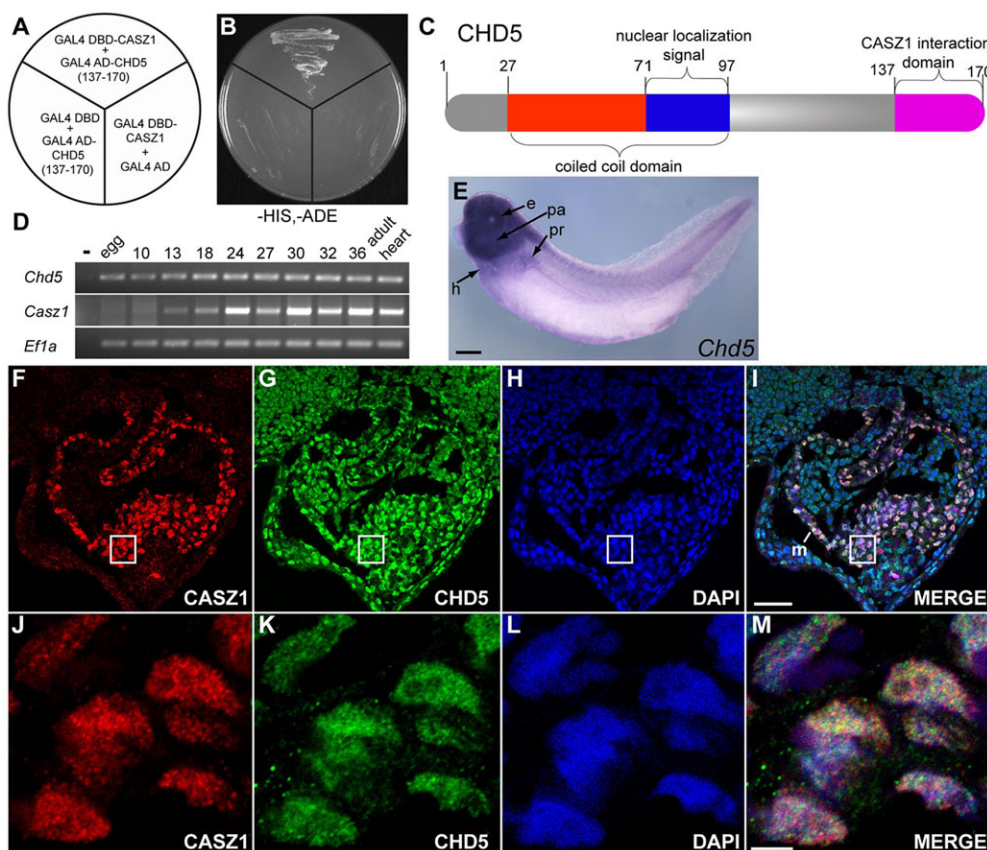 A
GAL4 DBD-CASZ1
+
GAL4 AD-CHD5
(137-170)
GAL4 DBD
+
GAL4 AD-
CHD5
(137-170)
GAL4 DBD-
CASZ1
+
GAL4 AD
B
-HIS,-ADE
C
CHD5
nuclear localization
signal
CASZ1 interaction
domain
1
27
71
97
137
170
coiled coil domain
D
-
egg
10
13
18
24
27
30
32
36
adult
heart
Chd5
Casz1
Ef1a
E
e
pa
pr
h
Chd5
F
CASZ1
G
CHD5
H
DAPI
I
m
MERGE
J
CASZ1
K
CHD5
L
DAPI
M
MERGE